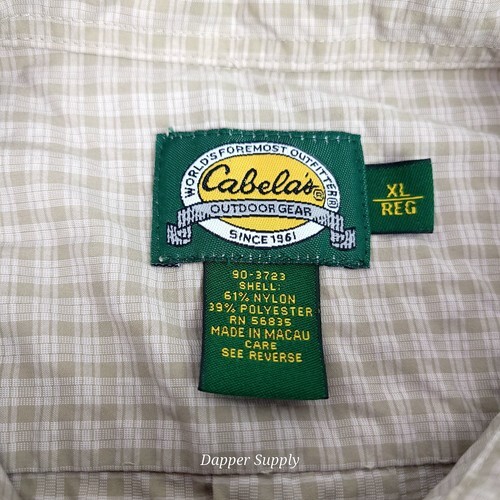 WORLD'S FOREMOST OUTFITTER®
Cabela's®
OUTDOOR GEAR
SINCE 1961
XL
REG
90-3723
SHELL:
61% NYLON
39% POLYESTER
RN 56835
MADE IN MACAU
CARE
SEE REVERSE
Dapper Supply